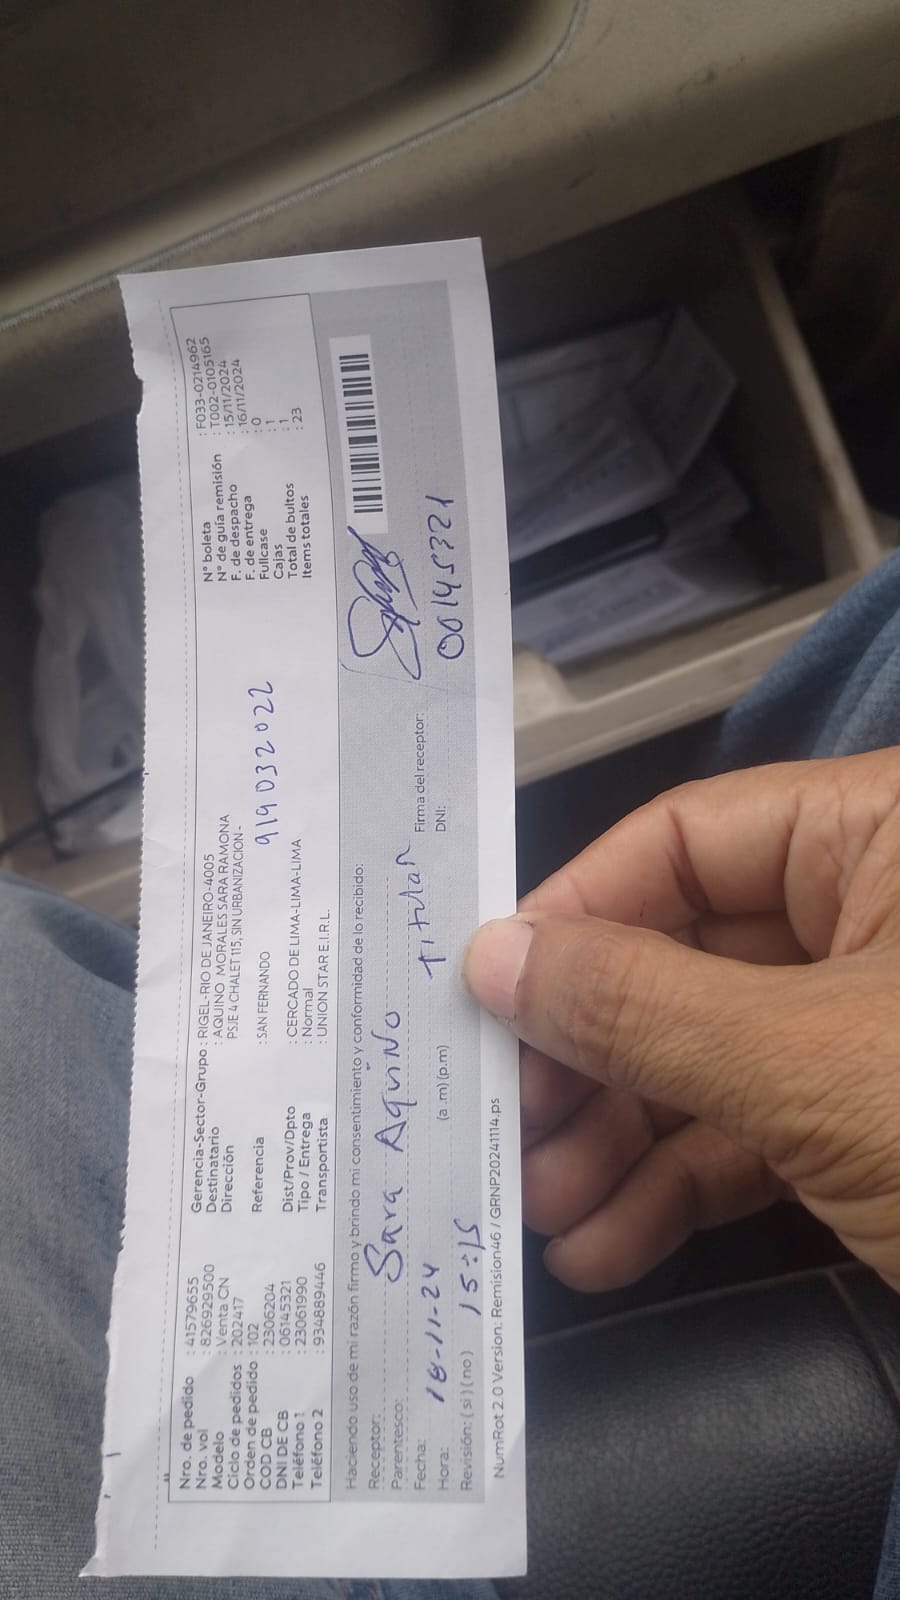 Nro. de pedido : 41579655
Nro. vol : 826929500
Modelo : Venta CN
Ciclo de pedidos : 202417
Orden de pedido : 102
COD CB : 2306204
DNI DE CB : 06145321
Teléfono 1 : 23061990
Teléfono 2 : 934889446
Gerencia-Sector-Grupo : RIGEL-RIO DE JANEIRO-4005
Destinatario : AQUINO MORALES SARA RAMONA
Dirección PSJE 4 CHALET 115, SIN URBANIZACION -
Referencia : SAN FERNANDO
919032022
Dist/Prov/Dpto : CERCADO DE LIMA-LIMA-LIMA
Tipo / Entrega : Normal
Transportista : UNION STAR E.I.R.L.
N° boleta : F033-0214962
N° de guía remisión : T002-0105165
F. de despacho : 15/11/2024
F. de entrega : 16/11/2024
Fullcase : 0
Cajas : 1
Total de bultos : 1
Items totales : 23
Haciendo uso de mi razón firmo y brindo mi consentimiento y conformidad de lo recibido:
Receptor: Sara Aquino
Parentesco: Titular
Fecha: 16-11-24
Hora: 15:15 (a.m) (p.m)
Revisión: (si) (no)
Firma del receptor:
DNI: 06145321
NumRot 2.0 Version: Remision46 / GRNP20241114.ps